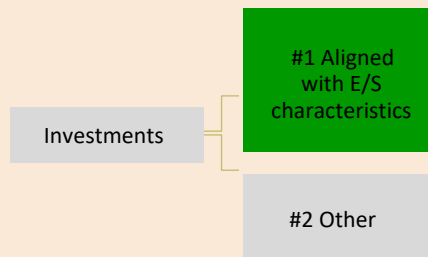 #1 Aligned
with E/S
characteristics
Investments
#2 Other